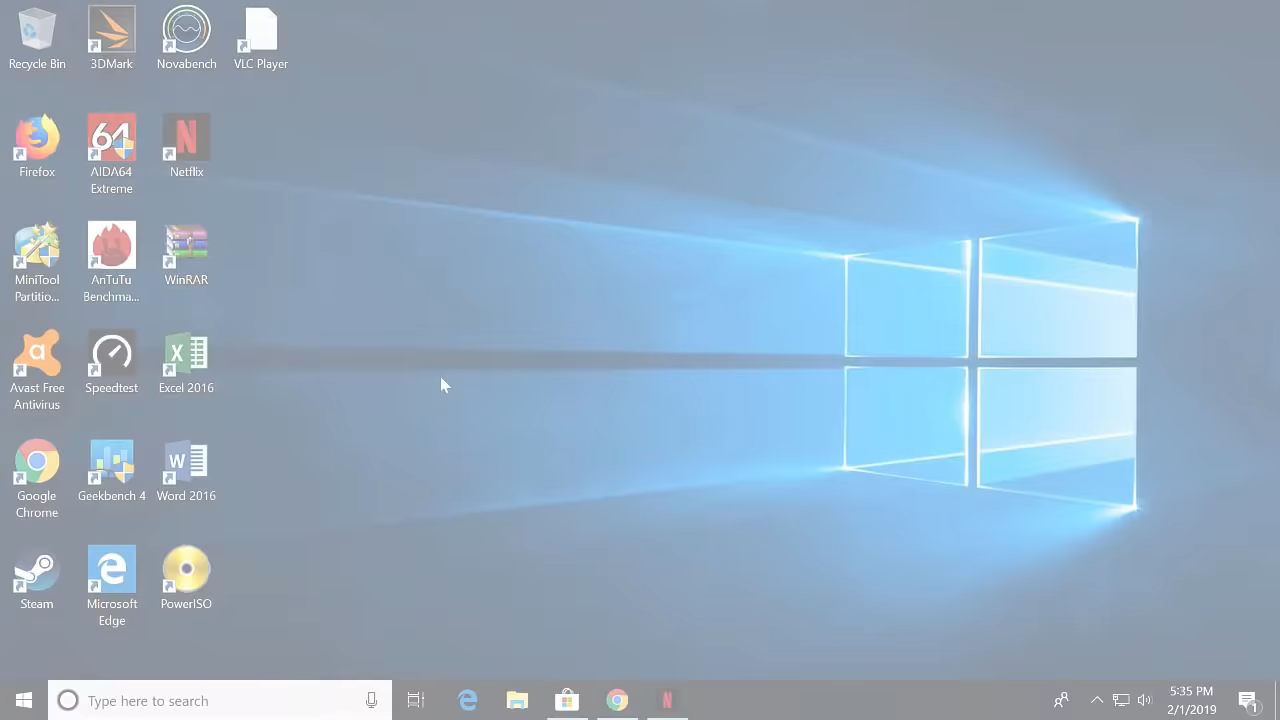 Recycle Bin
3DMark
Novabench
VLC Player
Firefox
64
AIDA64
Extreme
N
Netflix
MiniTool
Partitio...
AnTuTu
Benchma...
WinRAR
a
Avast Free
Antivirus
Speedtest
X
Excel 2016
Google
Chrome
Geekbench 4
W
Word 2016
Steam
e
Microsoft
Edge
PowerISO
Type here to search
e
N
5:35 PM
2/1/2019
1